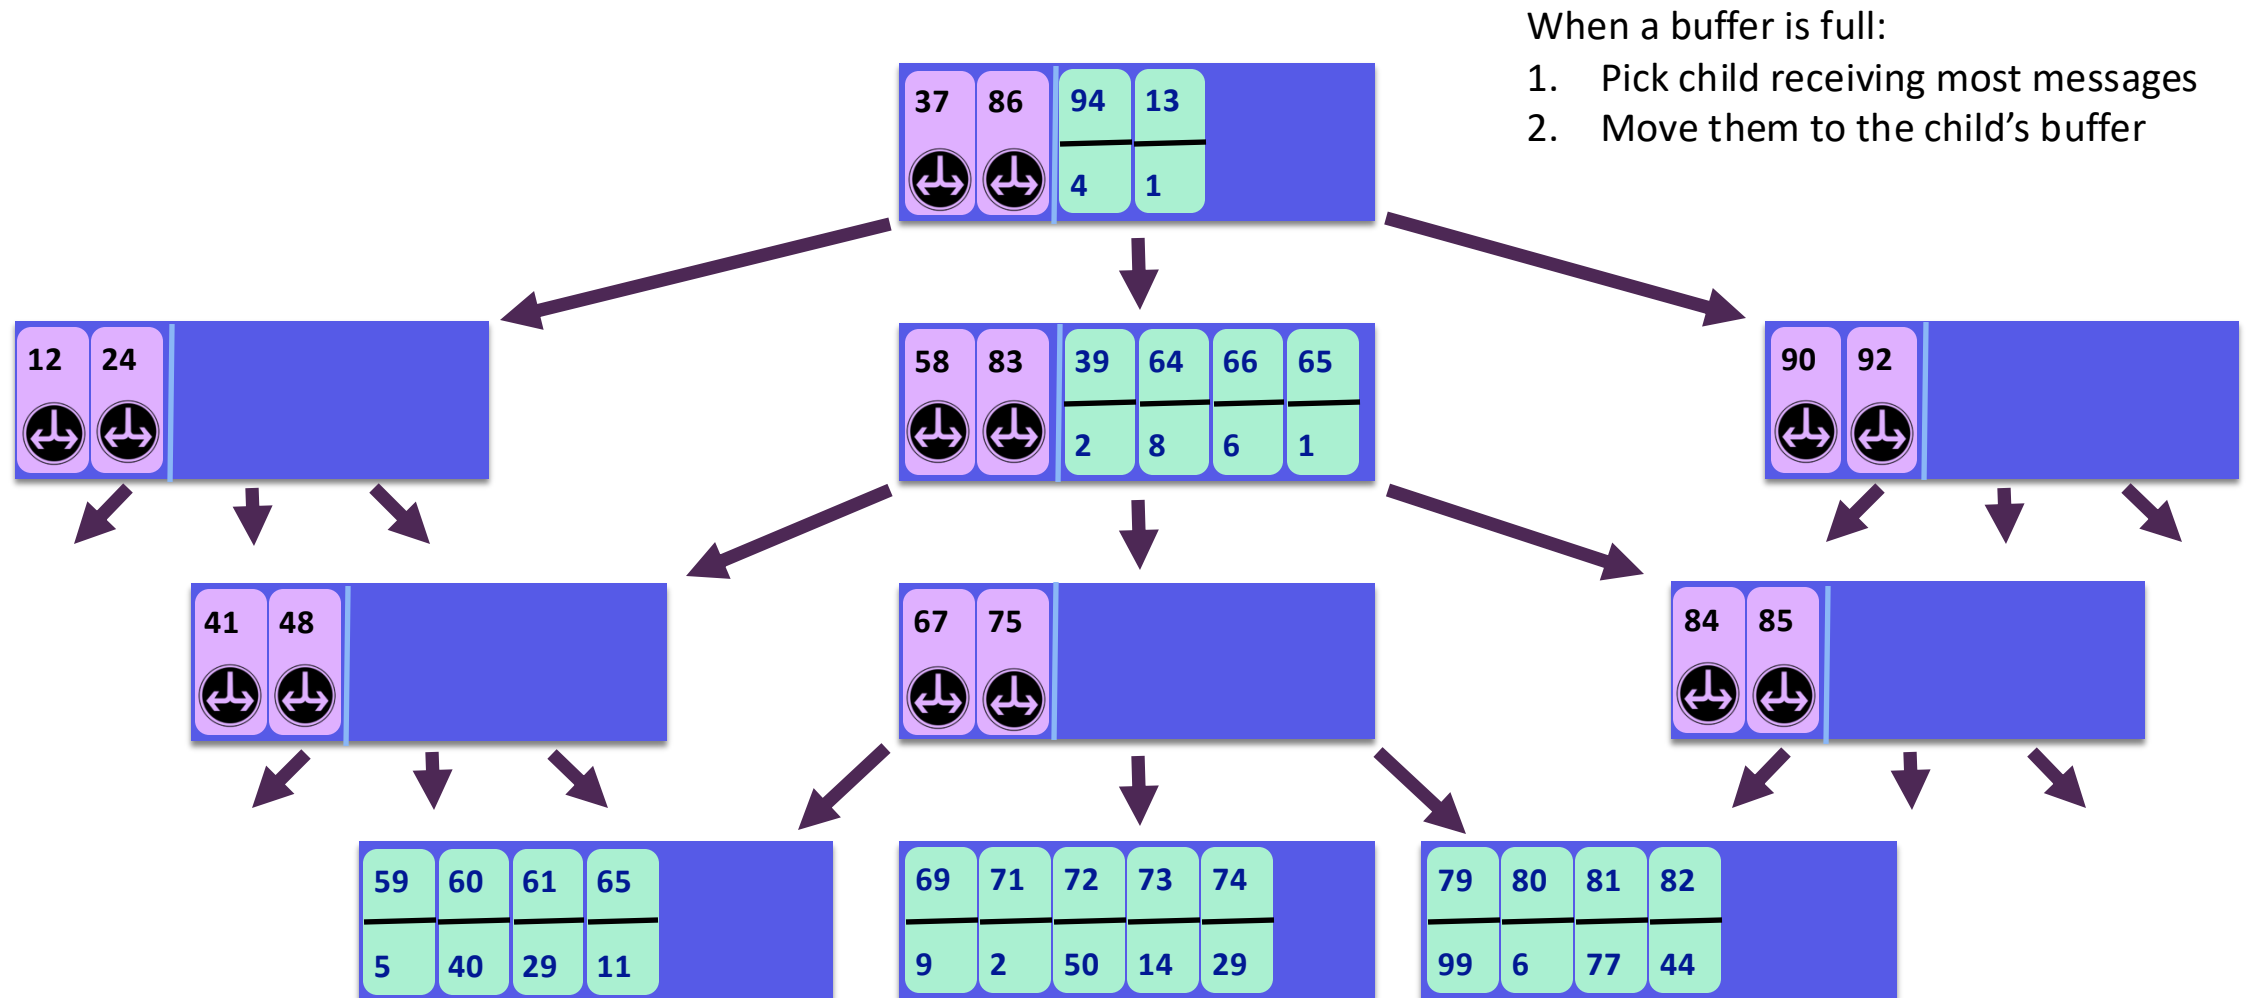 When a buffer is full:
1. Pick child receiving most messages
2. Move them to the child's buffer
37 86 94 13
4 1
12 24
58 83 39 64 66 65
2 8 6 1
90 92
41 48
67 75
84 85
59 60 61 65
5 40 29 11
69 71 72 73 74
9 2 50 14 29
79 80 81 82
99 6 77 44